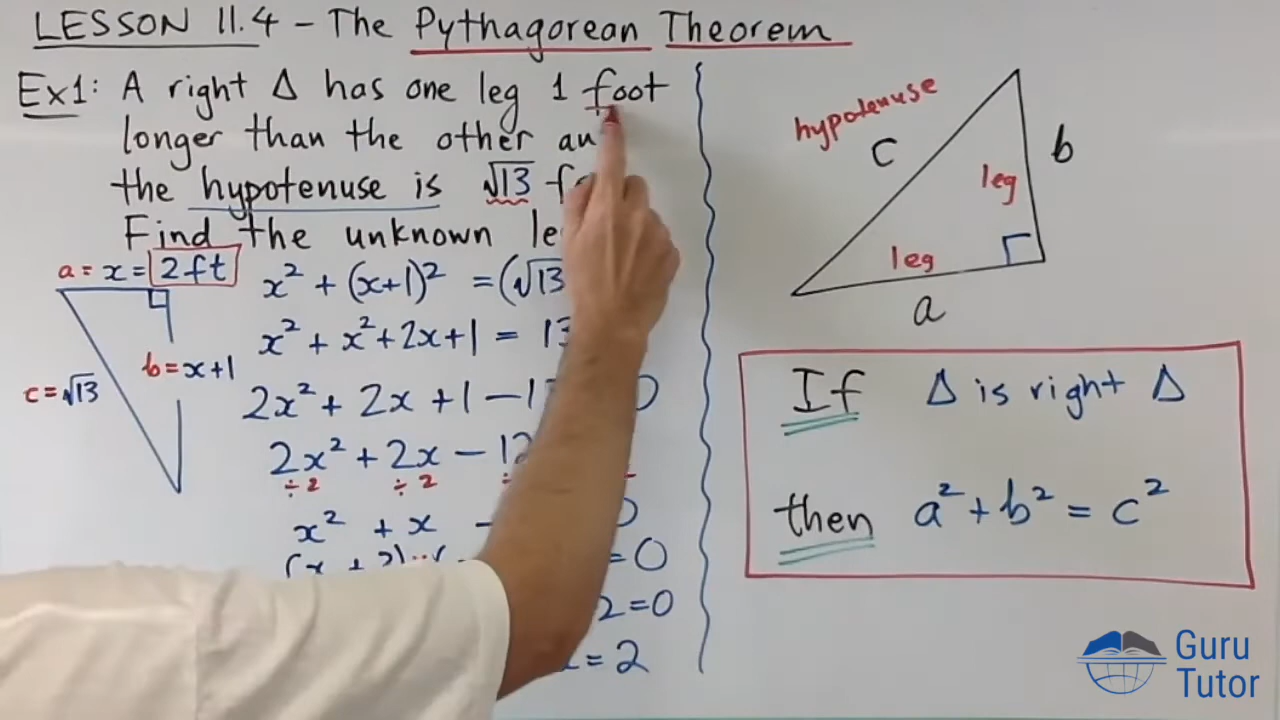 LESSON 11.4 - The Pythagorean Theorem
Ex1: A right Δ has one leg 1 foot
longer than the other
the hypotenuse is √13
Find the unknown
a = x = 2ft
b = x+1
c = √13
x² + (x+1)² = (√13
x² + x² + 2x + 1 = 13
2x² + 2x + 1 - 1 0
2x² + 2x - 12
÷2 ÷2
x² + x -
= 0
2 = 0
= 2
hypotenuse
c
b
leg
leg
a
If Δ is right Δ
then a² + b² = c²
Guru
Tutor